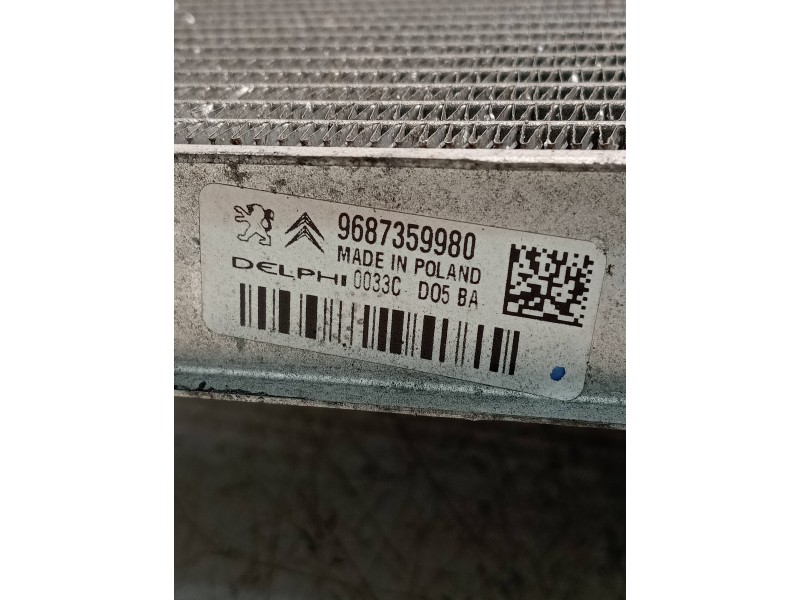 9687359980
MADE IN POLAND
DELPHI 0033C D05 BA